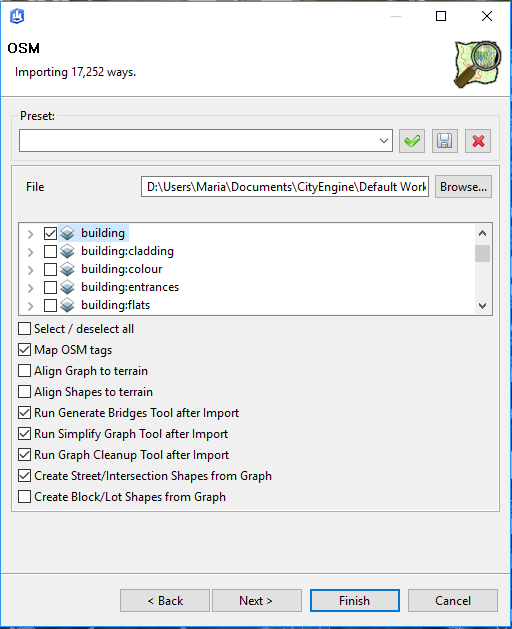 OSM
Importing 17,252 ways.
Preset:
File
D:\Users\Maria\Documents\CityEngine\Default Work
Browse...
building
building:cladding
building:colour
building:entrances
building:flats
Select / deselect all
Map OSM tags
Align Graph to terrain
Align Shapes to terrain
Run Generate Bridges Tool after Import
Run Simplify Graph Tool after Import
Run Graph Cleanup Tool after Import
Create Street/Intersection Shapes from Graph
Create Block/Lot Shapes from Graph
< Back
Next >
Finish
Cancel